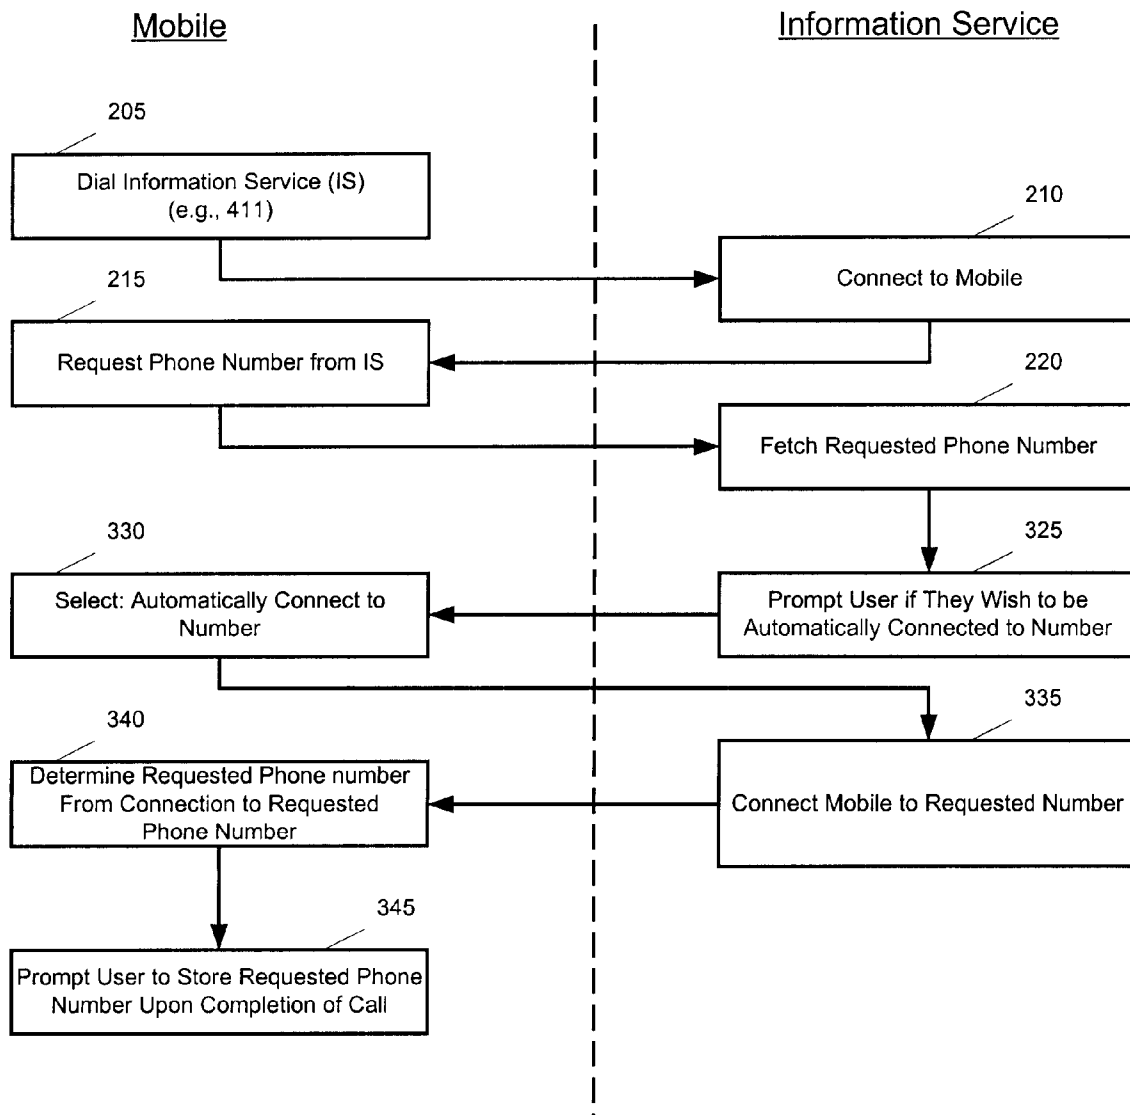 Mobile
Information Service
205
Dial Information Service (IS)
(e.g., 411)
210
Connect to Mobile
215
Request Phone Number from IS
220
Fetch Requested Phone Number
325
Prompt User if They Wish to be
Automatically Connected to Number
330
Select: Automatically Connect to
Number
335
Connect Mobile to Requested Number
340
Determine Requested Phone number
From Connection to Requested
Phone Number
345
Prompt User to Store Requested Phone
Number Upon Completion of Call